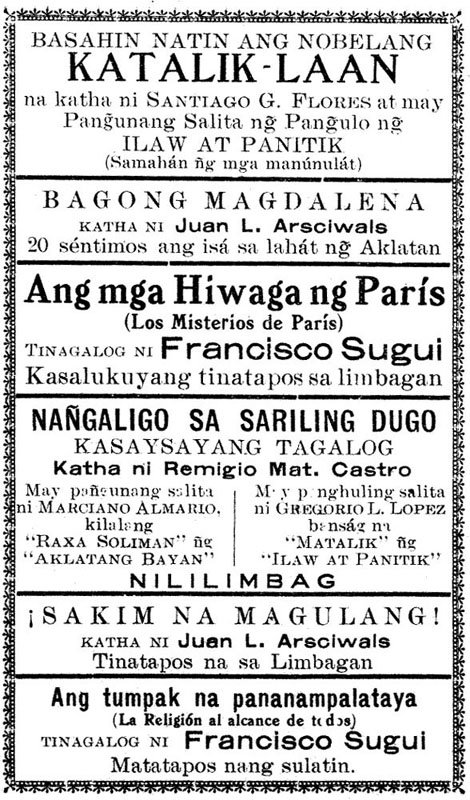 BASAHIN NATIN ANG NOBELANG
KATALIK-LAAN
na katha ni SANTIAGO G. FLORES at may
Pangunang Salita ng̃ Pangulo ng̃
ILAW AT PANITIK
(Samahán ñg mga manúnulát)
BAGONG MAGDALENA
KATHA NI Juan L. Arsciwals
20 séntimos ang isá sa lahát ng̃ Aklatan
Ang mga Hiwaga ng París
(Los Misterios de París)
TINAGALOG NI Francisco Sugui
Kasalukuyang tinatapos sa limbagan
NAÑGALIGO SA SARILING DUGO
KASAYSAYANG TAGALOG
Katha ni Remigio Mat. Castro
May pañgunang salita
ni MARCIANO ALMARIO,
kilalang
"RAXA SOLIMAN" ñg
"AKLATANG BAYAN"
May panghuling salita
ni GREGORIO L. LOPEZ
banság na
"MATALIK" ñg
"ILAW AT PANITIK"
NILILIMBAG
¡SAKIM NA MAGULANG!
KATHA NI Juan L. Arsciwals
Tinatapos na sa Limbagan
Ang tumpak na pananampalataya
(La Religión al alcance de todos)
TINAGALOG NI Francisco Sugui
Matatapos nang sulatin.